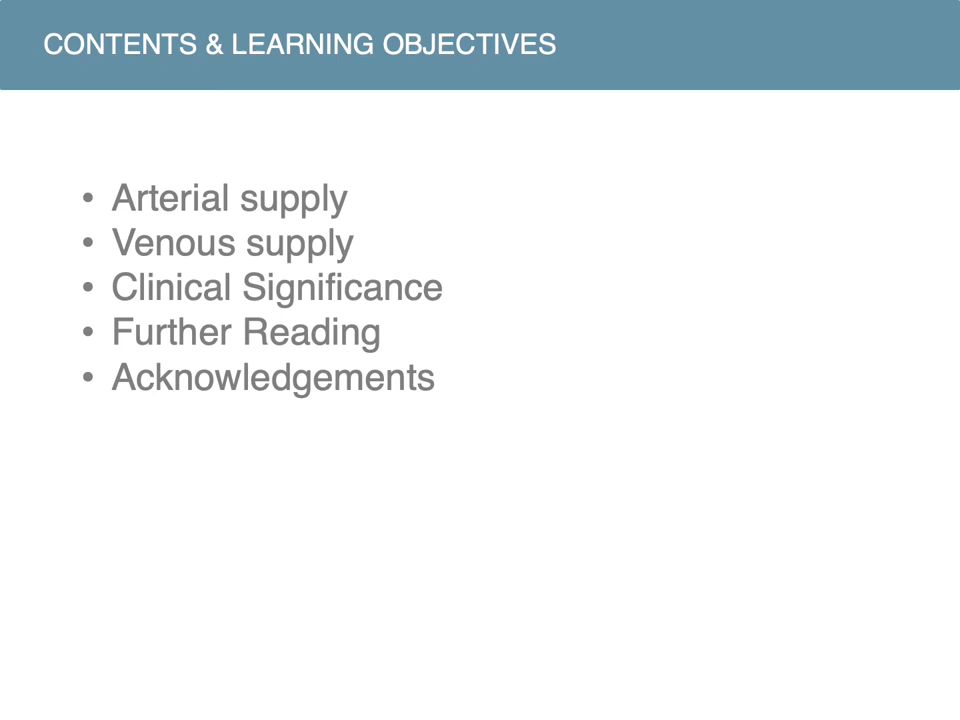 CONTENTS & LEARNING OBJECTIVES
• Arterial supply
• Venous supply
• Clinical Significance
• Further Reading
• Acknowledgements